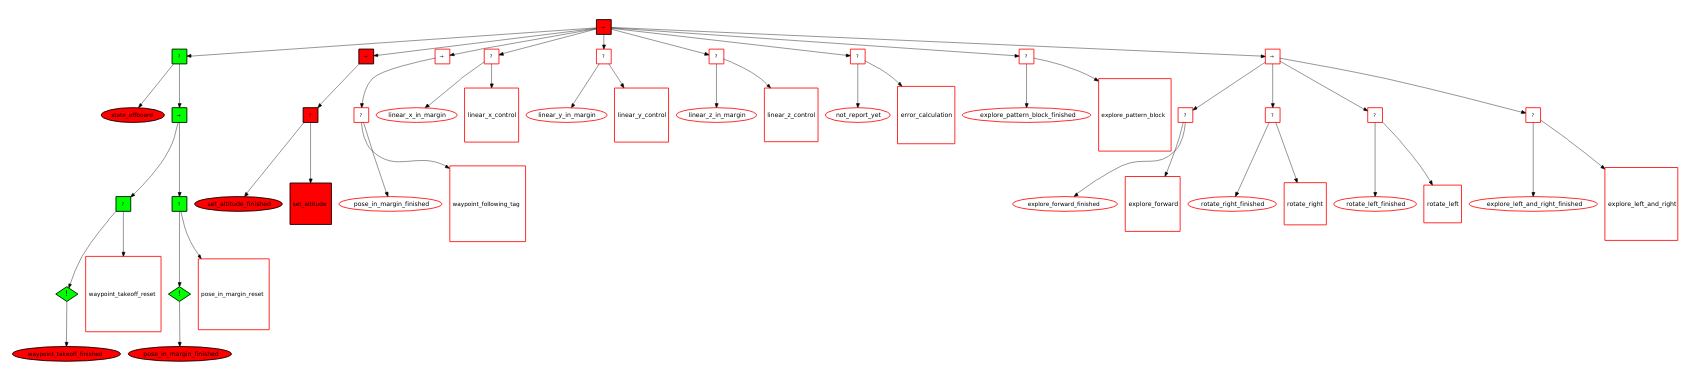 ?
→
→
?
?
?
?
?
→
state_offboard
→
?
?
linear_x_in_margin
linear_x_control
linear_y_in_margin
linear_y_control
linear_z_in_margin
linear_z_control
not_report_yet
error_calculation
explore_pattern_block_finished
explore_pattern_block
?
?
?
?
?
?
set_altitude_finished
set_altitude
pose_in_margin_finished
waypoint_following_tag
explore_forward_finished
explore_forward
rotate_right_finished
rotate_right
rotate_left_finished
rotate_left
explore_left_and_right_finished
explore_left_and_right
!
waypoint_takeoff_reset
!
pose_in_margin_reset
waypoint_takeoff_finished
pose_in_margin_finished